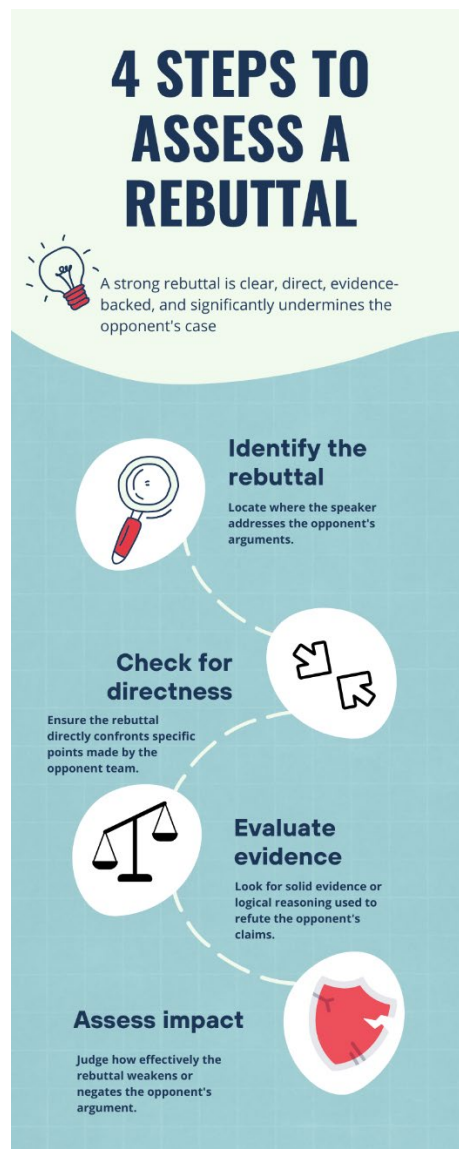 4 STEPS TO
ASSESS A
REBUTTAL
A strong rebuttal is clear, direct, evidence-
backed, and significantly undermines the
opponent's case
Identify the
rebuttal
Locate where the speaker
addresses the opponent's
arguments.
Check for
directness
Ensure the rebuttal
directly confronts specific
points made by the
opponent team.
Evaluate
evidence
Look for solid evidence or
logical reasoning used to
refute the opponent's
claims.
Assess impact
Judge how effectively the
rebuttal weakens or
negates the opponent's
argument.